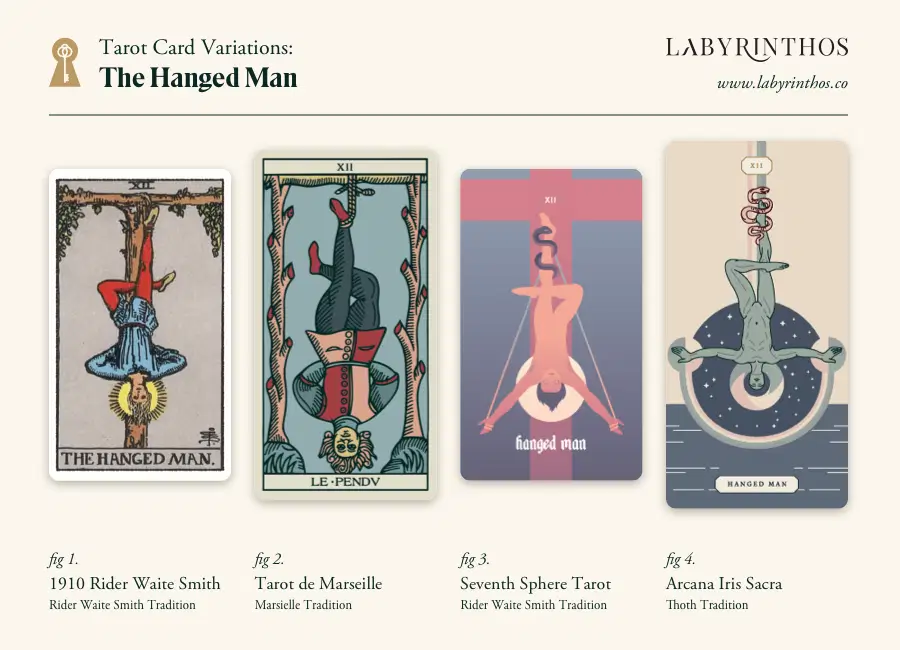 Tarot Card Variations:
The Hanged Man
LABYRINTHOS
www.labyrinthos.co
XII
THE HANGED MAN.
XII
LE·PENDV
XII
hanged man
XII
HANGED MAN
fig 1.
1910 Rider Waite Smith
Rider Waite Smith Tradition
fig 2.
Tarot de Marseille
Marsielle Tradition
fig 3.
Seventh Sphere Tarot
Rider Waite Smith Tradition
fig 4.
Arcana Iris Sacra
Thoth Tradition